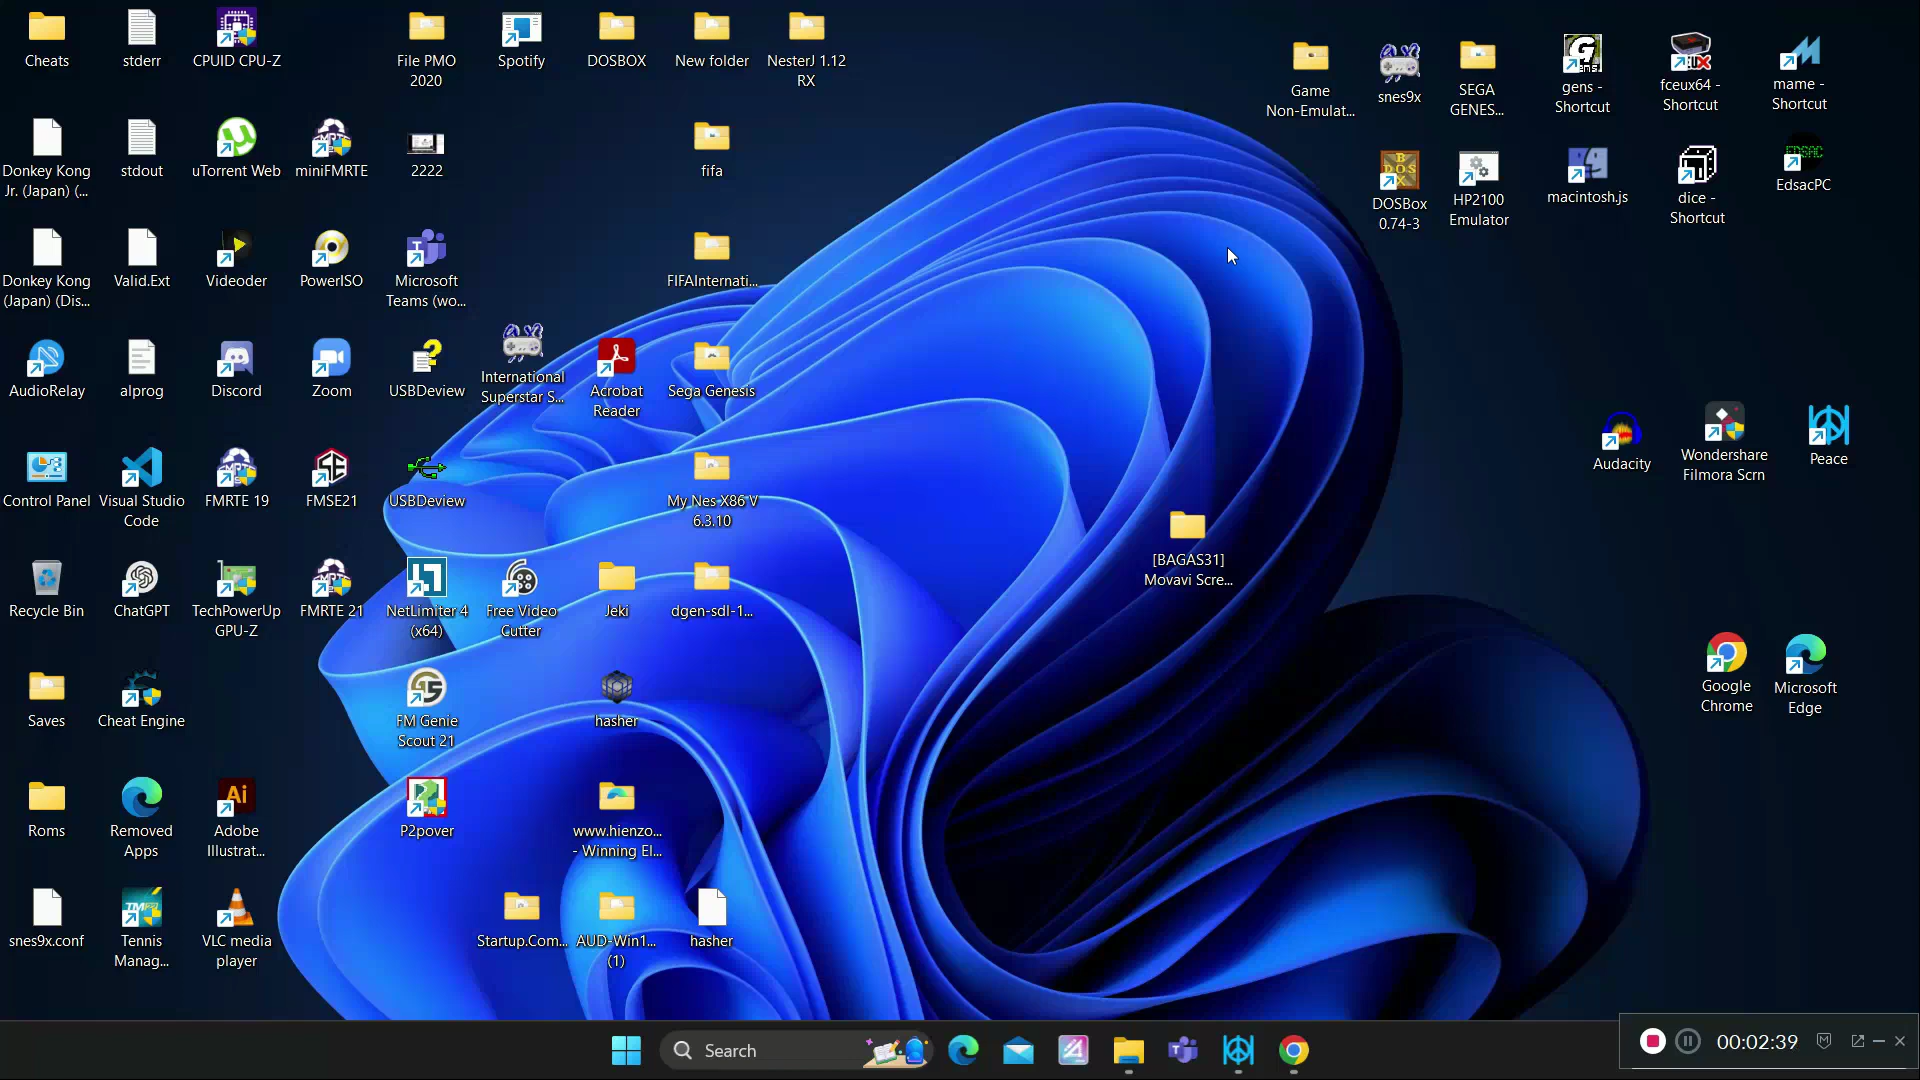 Cheats
stderr
CPUID CPU-Z
File PMO
2020
Spotify
DOSBOX
New folder
NesterJ 1.12
RX
Game
Non-Emulat...
snes9x
SEGA
GENES...
gens -
Shortcut
fceux64 -
Shortcut
mame -
Shortcut
Donkey Kong
Jr. (Japan) (...
stdout
uTorrent Web
miniFMRTE
2222
fifa
DOSBox
0.74-3
HP2100
Emulator
macintosh.js
dice -
Shortcut
EDSAC
EdsacPC
Donkey Kong
(Japan) (Dis...
Valid.Ext
Videoder
PowerISO
Microsoft
Teams (wo...
FIFAInternati...
AudioRelay
alprog
Discord
Zoom
USBDeview
International
Superstar S...
Acrobat
Reader
Sega Genesis
Audacity
Wondershare
Filmora Scrn
Peace
Control Panel
Visual Studio
Code
FMRTE 19
FMSE21
USBDeview
My Nes X86 V
6.3.10
[BAGAS31]
Movavi Scre...
Recycle Bin
ChatGPT
TechPowerUp
GPU-Z
FMRTE 21
NetLimiter 4
(x64)
Free Video
Cutter
Jeki
dgen-sdl-1...
Saves
Cheat Engine
FM Genie
Scout 21
hasher
Google
Chrome
Microsoft
Edge
Roms
Removed
Apps
Ai
Adobe
Illustrat...
P2pover
www.hienzo...
- Winning El...
snes9x.conf
Tennis
Manag...
VLC media
player
Startup.Com...
AUD-Win1...
(1)
hasher
Search
00:02:39